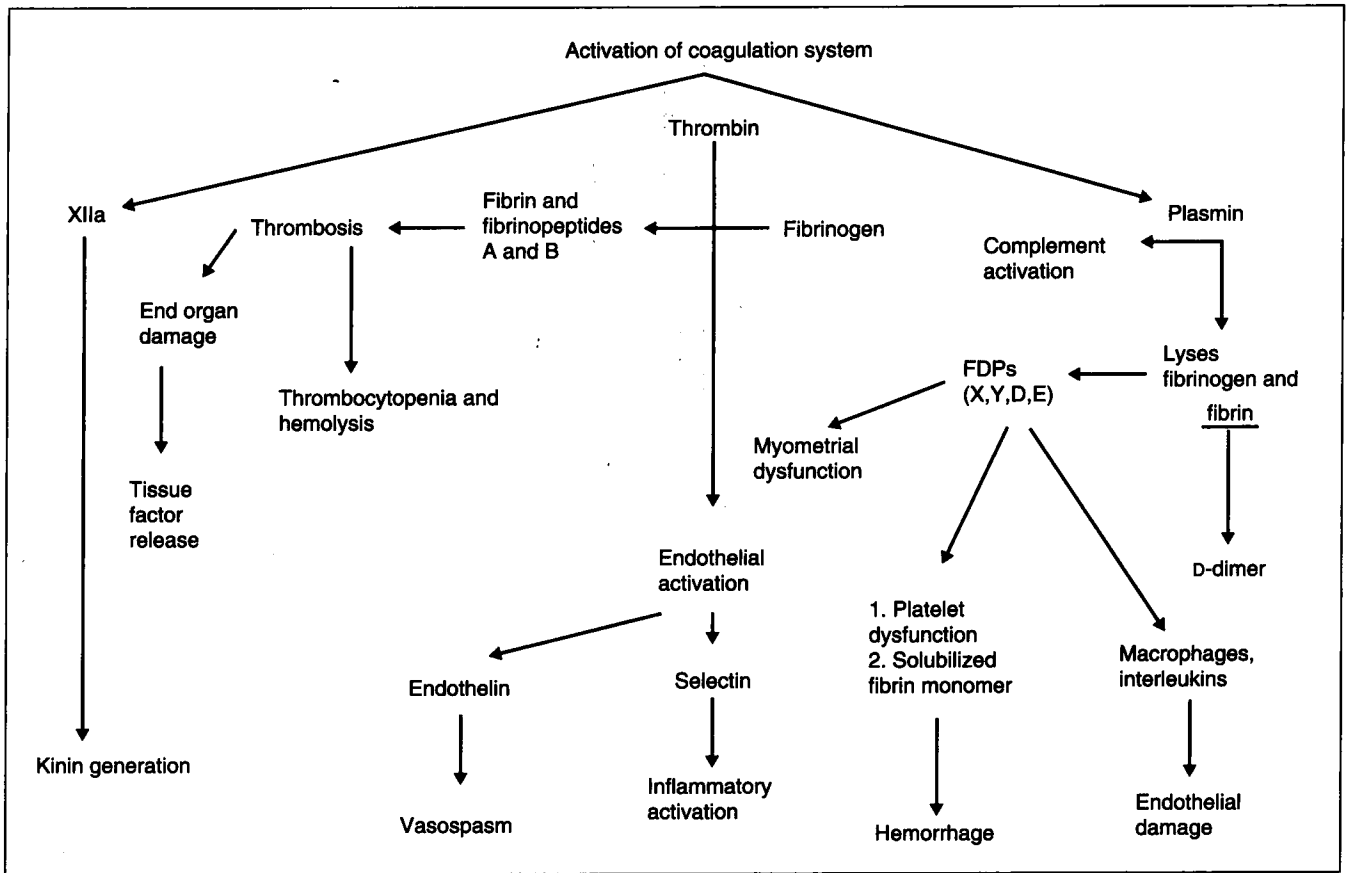 Activation of coagulation system
Thrombin
XIIa
Thrombosis
Fibrin and
fibrinopeptides
A and B
Fibrinogen
Plasmin
Complement
activation
End organ
damage
Thrombocytopenia and
hemolysis
Tissue
factor
release
FDPs
(X,Y,D,E)
Lyses
fibrinogen and
fibrin
Myometrial
dysfunction
D-dimer
Endothelial
activation
Endothelin
Selectin
1. Platelet
dysfunction
2. Solubilized
fibrin monomer
Macrophages,
interleukins
Kinin generation
Vasospasm
Inflammatory
activation
Hemorrhage
Endothelial
damage